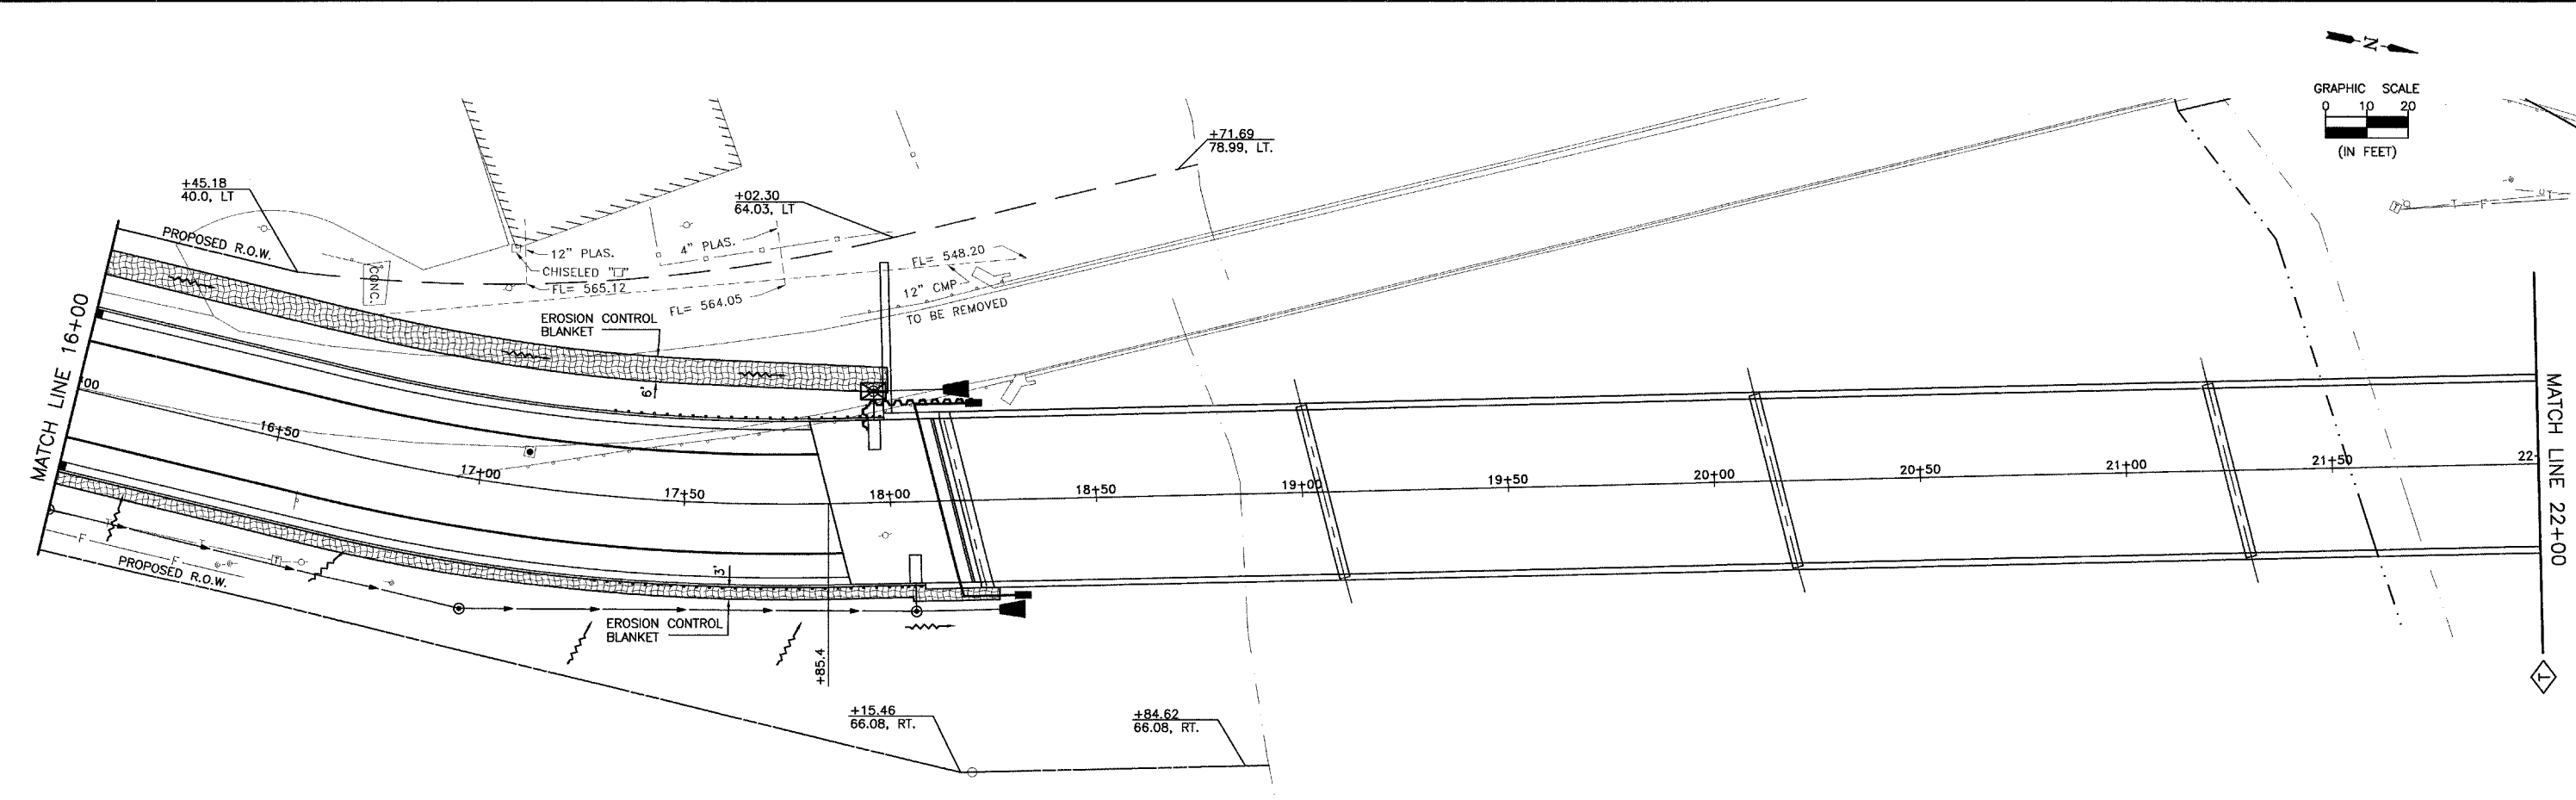 N
GRAPHIC SCALE
0 10 20
(IN FEET)
+71.69
78.99, LT.
+45.18
40.0, LT
+02.30
64.03, LT
PROPOSED R.O.W.
12" PLAS.
4" PLAS.
CHISELED "□"
FL= 565.12
FL= 564.05
FL= 548.20
12" CMP
TO BE REMOVED
CONC.
EROSION CONTROL
BLANKET
6'
MATCH LINE 16+00
16+50
17+00
17+50
18+00
18+50
19+00
19+50
20+00
20+50
21+00
21+50
22
MATCH LINE 22+00
T F
F F
T
PROPOSED R.O.W.
3'
EROSION CONTROL
BLANKET
+85.4
+15.46
66.08, RT.
+84.62
66.08, RT.
T